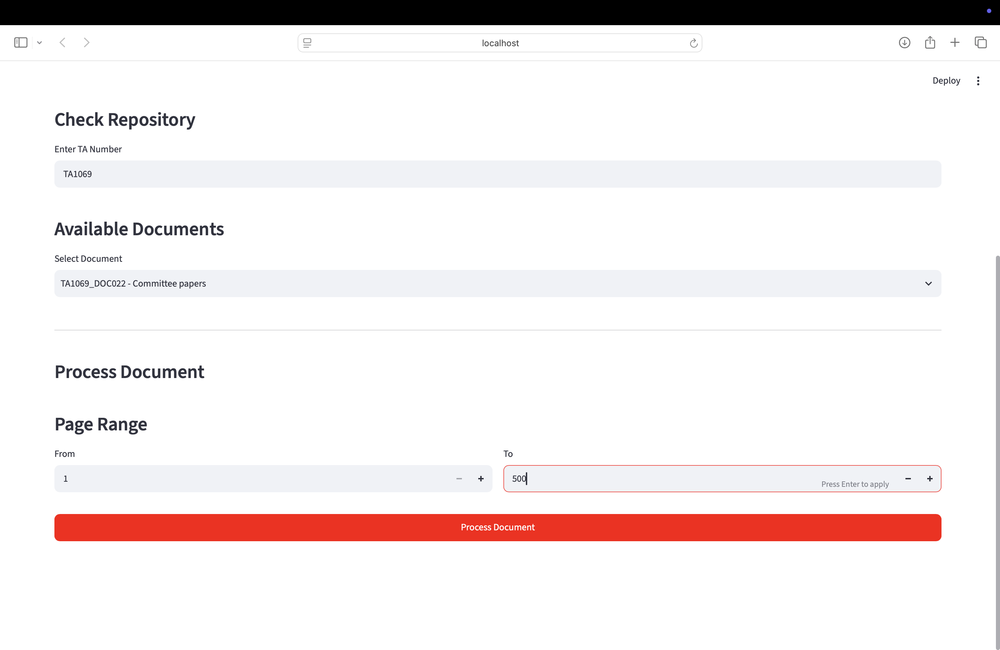 localhost
Deploy
Check Repository
Enter TA Number
TA1069
Available Documents
Select Document
TA1069_DOC022 - Committee papers
Process Document
Page Range
From
To
1
500
Press Enter to apply
Process Document